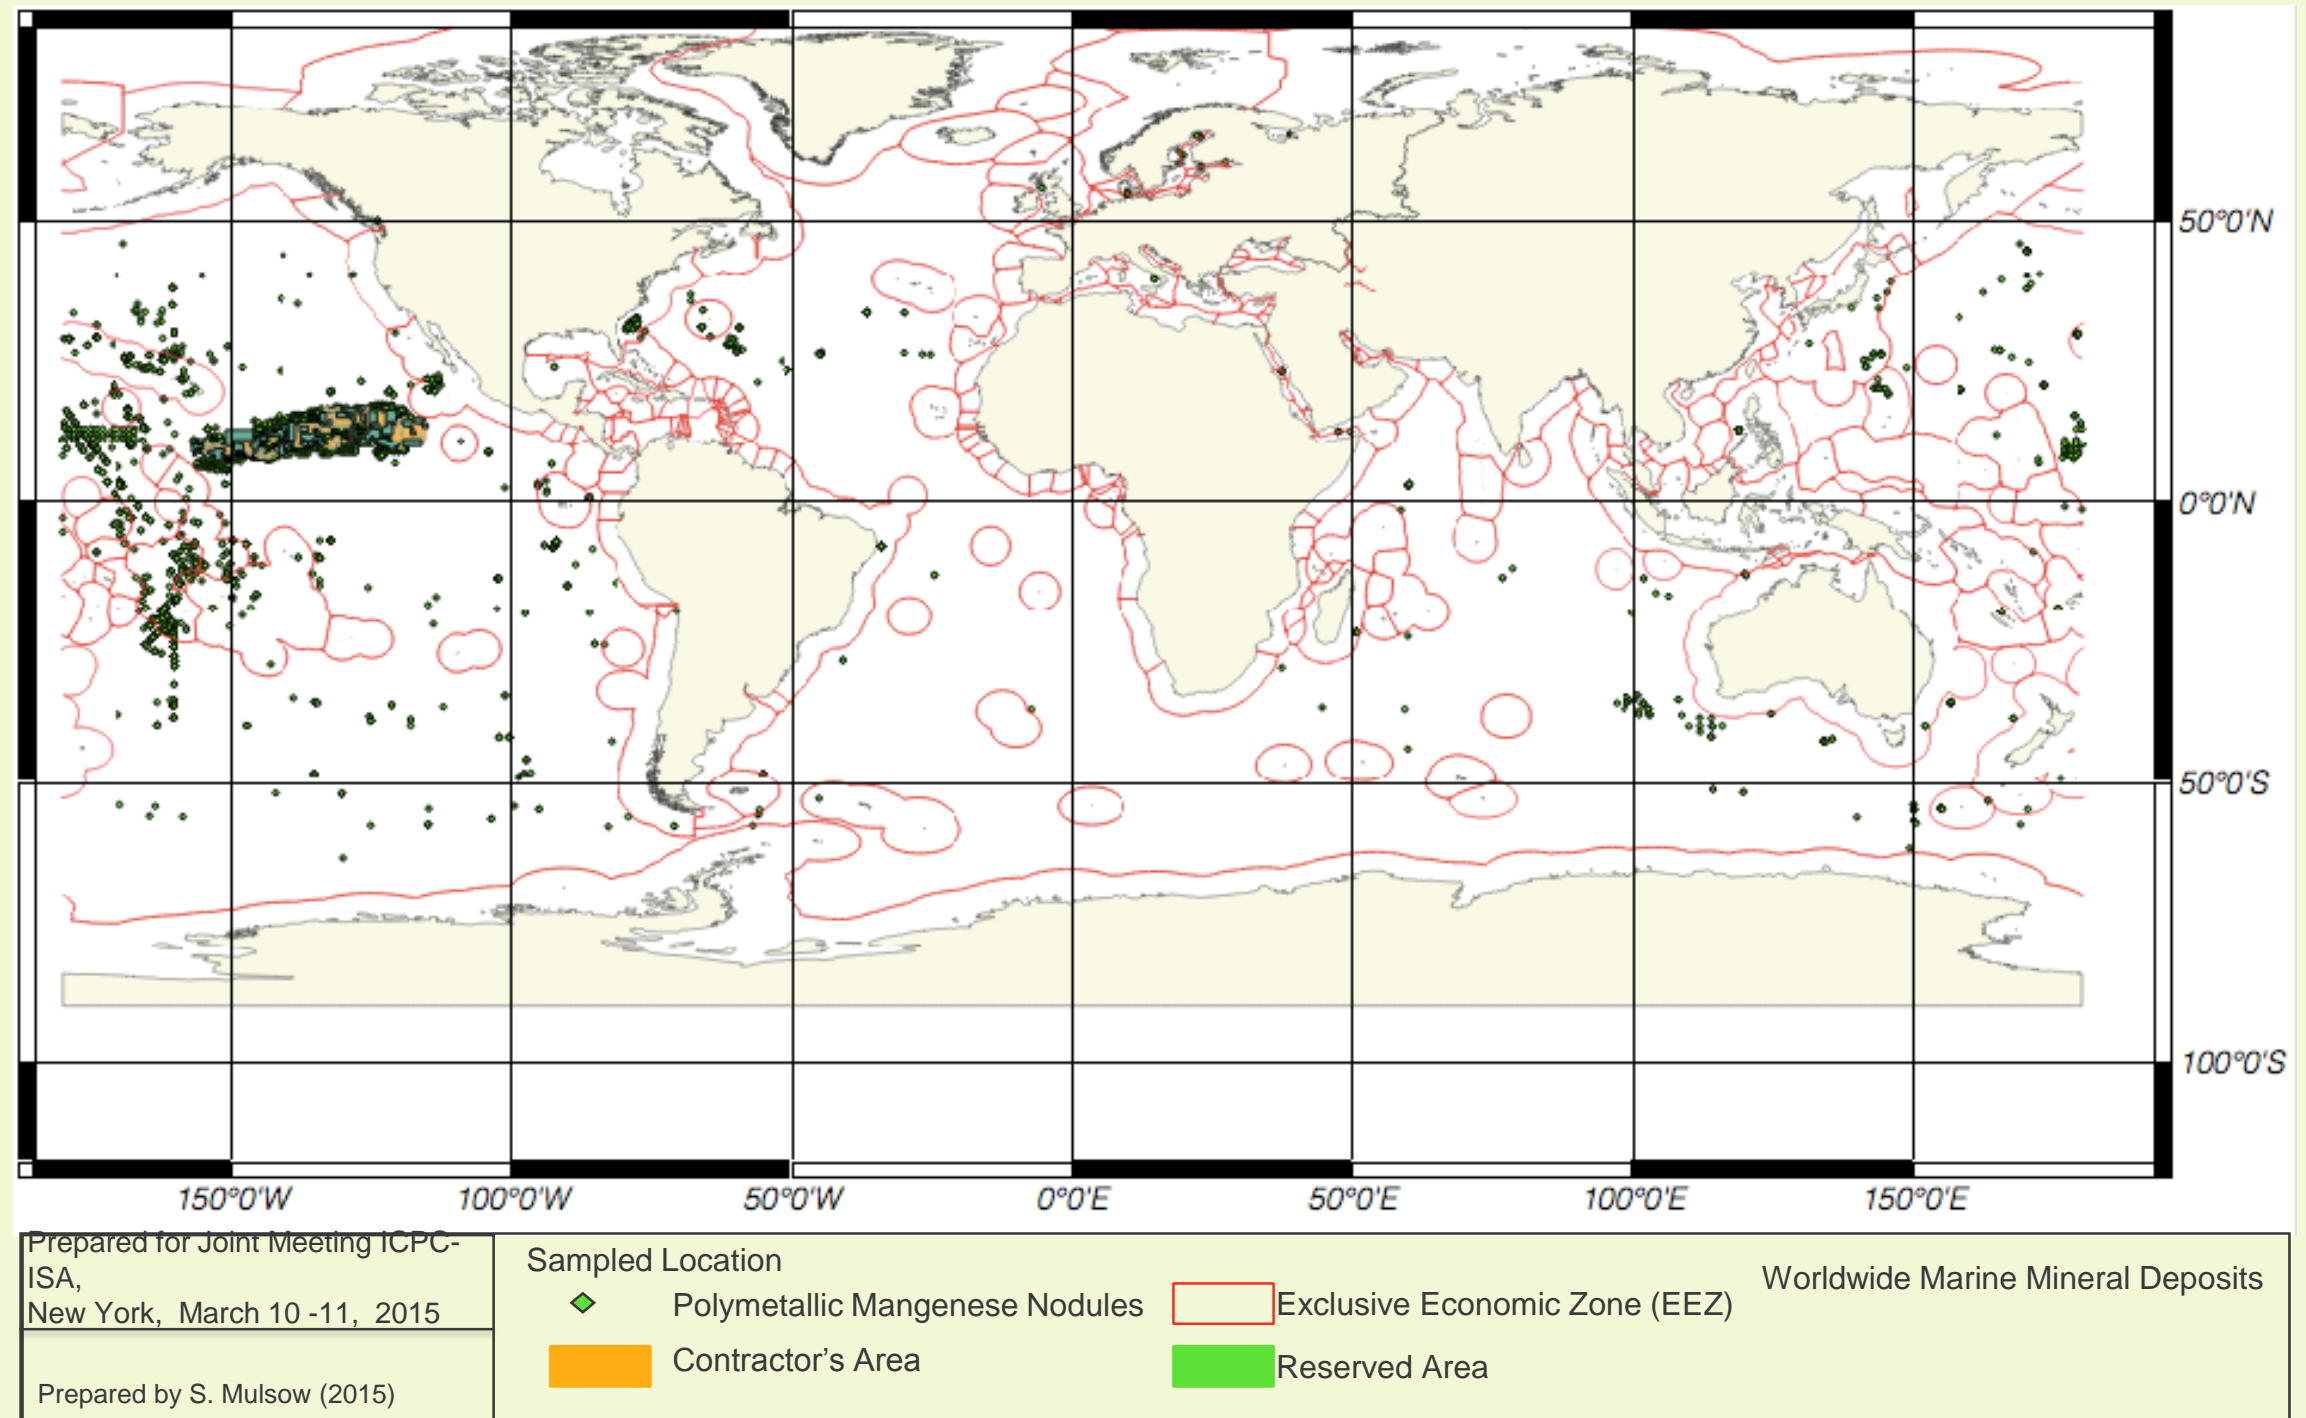 50°0'N
0°0'N
50°0'S
100°0'S
150°0'W 100°0'W 50°0'W 0°0'E 50°0'E 100°0'E 150°0'E
Prepared for Joint Meeting ICPC-
ISA,
New York, March 10 -11, 2015
Prepared by S. Mulsow (2015)
Sampled Location
Polymetallic Mangenese Nodules
Contractor's Area
Exclusive Economic Zone (EEZ)
Reserved Area
Worldwide Marine Mineral Deposits